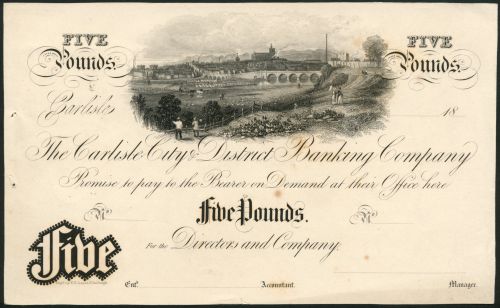 FIVE Pounds FIVE Pounds
Carlisle 18
The Carlisle City & District Banking Company
Promise to pay to the Bearer on Demand at their Office here
No Five Pounds. No
For the Directors and Company,
Five
Entd. Accountant. Manager.